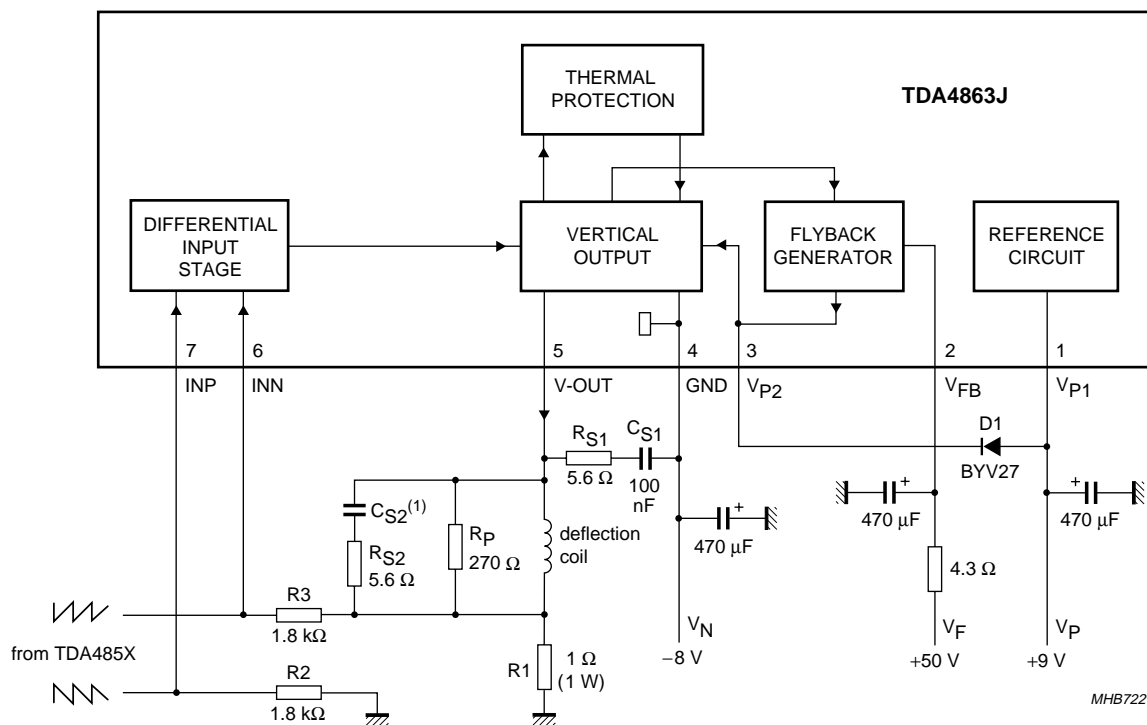 THERMAL
PROTECTION
TDA4863J
DIFFERENTIAL
INPUT
STAGE
VERTICAL
OUTPUT
FLYBACK
GENERATOR
REFERENCE
CIRCUIT
7 6 5 4 3 2 1
INP INN V-OUT GND VP2 VFB VP1
D1
BYV27
RS1
5.6 Ω
CS1
100
nF
CS2(1)
RS2
5.6 Ω
RP
270 Ω
deflection
coil
470 µF
470 µF
470 µF
4.3 Ω
R3
1.8 kΩ
from TDA485X
R2
1.8 kΩ
R1
1 Ω
(1 W)
VN
−8 V
VF
+50 V
VP
+9 V
MHB722